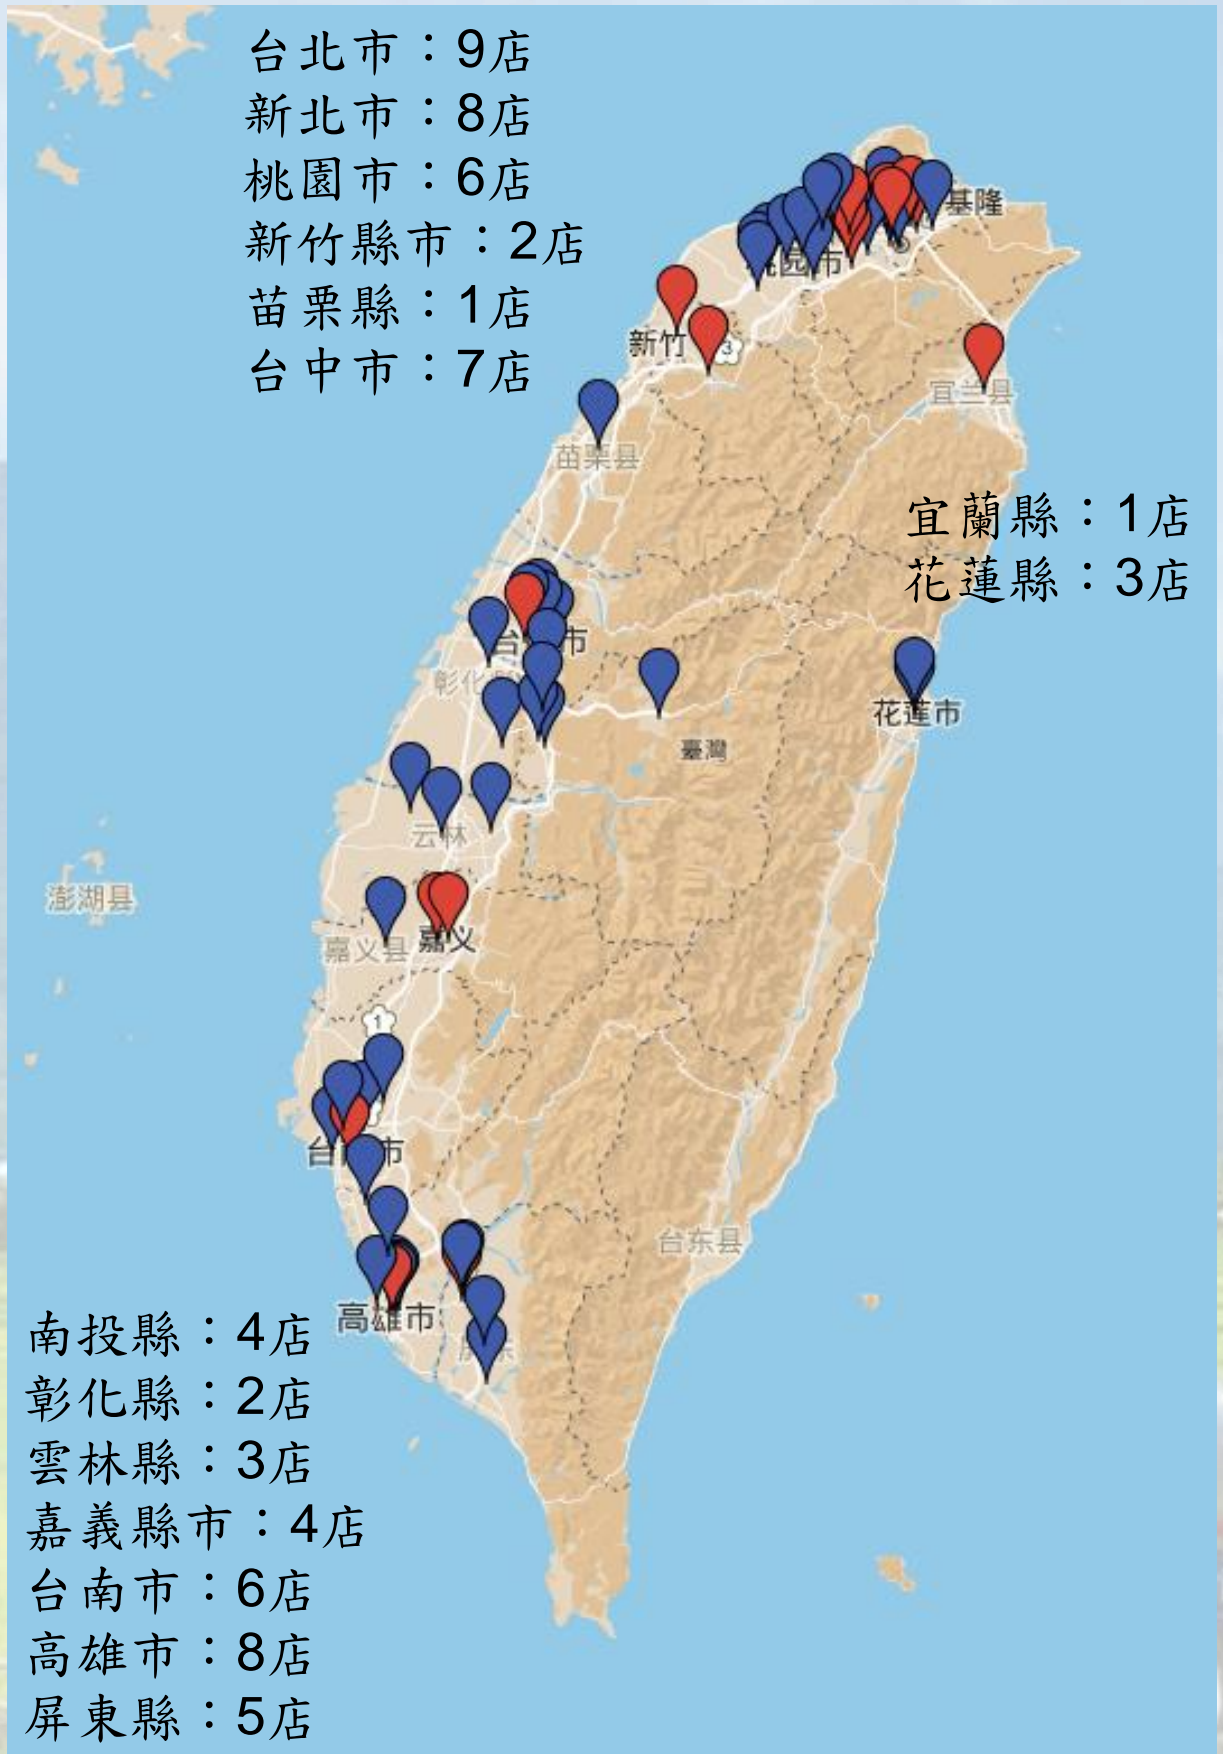 台北市：9店
新北市：8店
桃園市：6店
新竹縣市：2店
苗栗縣：1店
台中市：7店
基隆
园市
新竹
3
宜兰县
苗栗县
宜蘭縣：1店
花蓮縣：3店
市
彰化
花莲市
臺灣
云林
澎湖县
嘉义县
嘉义
1
台
市
台东县
高雄市
南投縣：4店
彰化縣：2店
雲林縣：3店
嘉義縣市：4店
台南市：6店
高雄市：8店
屏東縣：5店